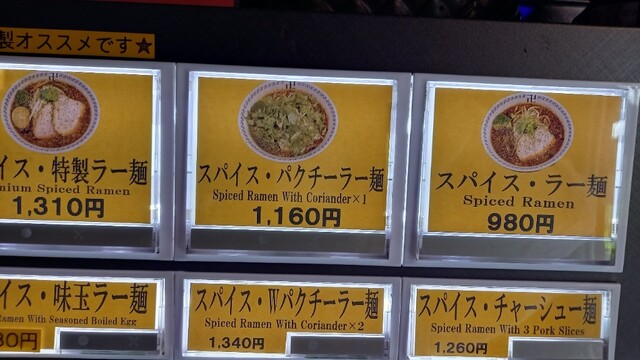 製オススメです★
イス・特製ラー麺
nium Spiced Ramen
1,310円
卍
スパイス・パクチーラー麺
Spiced Ramen With Coriander×1
1,160円
卍
スパイス・ラー麺
Spiced Ramen
980円
イス・味玉ラー麺
Ramen With Seasoned Boiled Egg
80円
スパイス・Wパクチーラー麺
Spiced Ramen With Coriander×2
1,340円
スパイス・チャーシュー麺
Spiced Ramen With 3 Pork Slices
1,260円